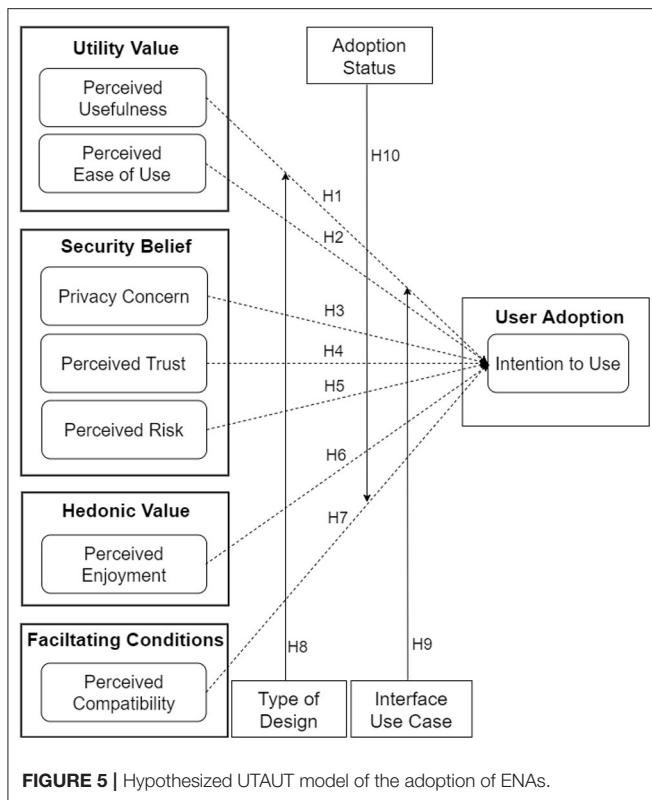 Utility Value
Perceived
Usefulness
Perceived
Ease of Use
Adoption
Status
H10
H1
H2
Security Belief
Privacy Concern
Perceived Trust
Perceived Risk
H3
H4
H5
User Adoption
Intention to Use
H6
H7
Hedonic Value
Perceived
Enjoyment
Faciltating Conditions
Perceived
Compatibility
H8
H9
Type of
Design
Interface
Use Case
FIGURE 5 | Hypothesized UTAUT model of the adoption of ENAs.